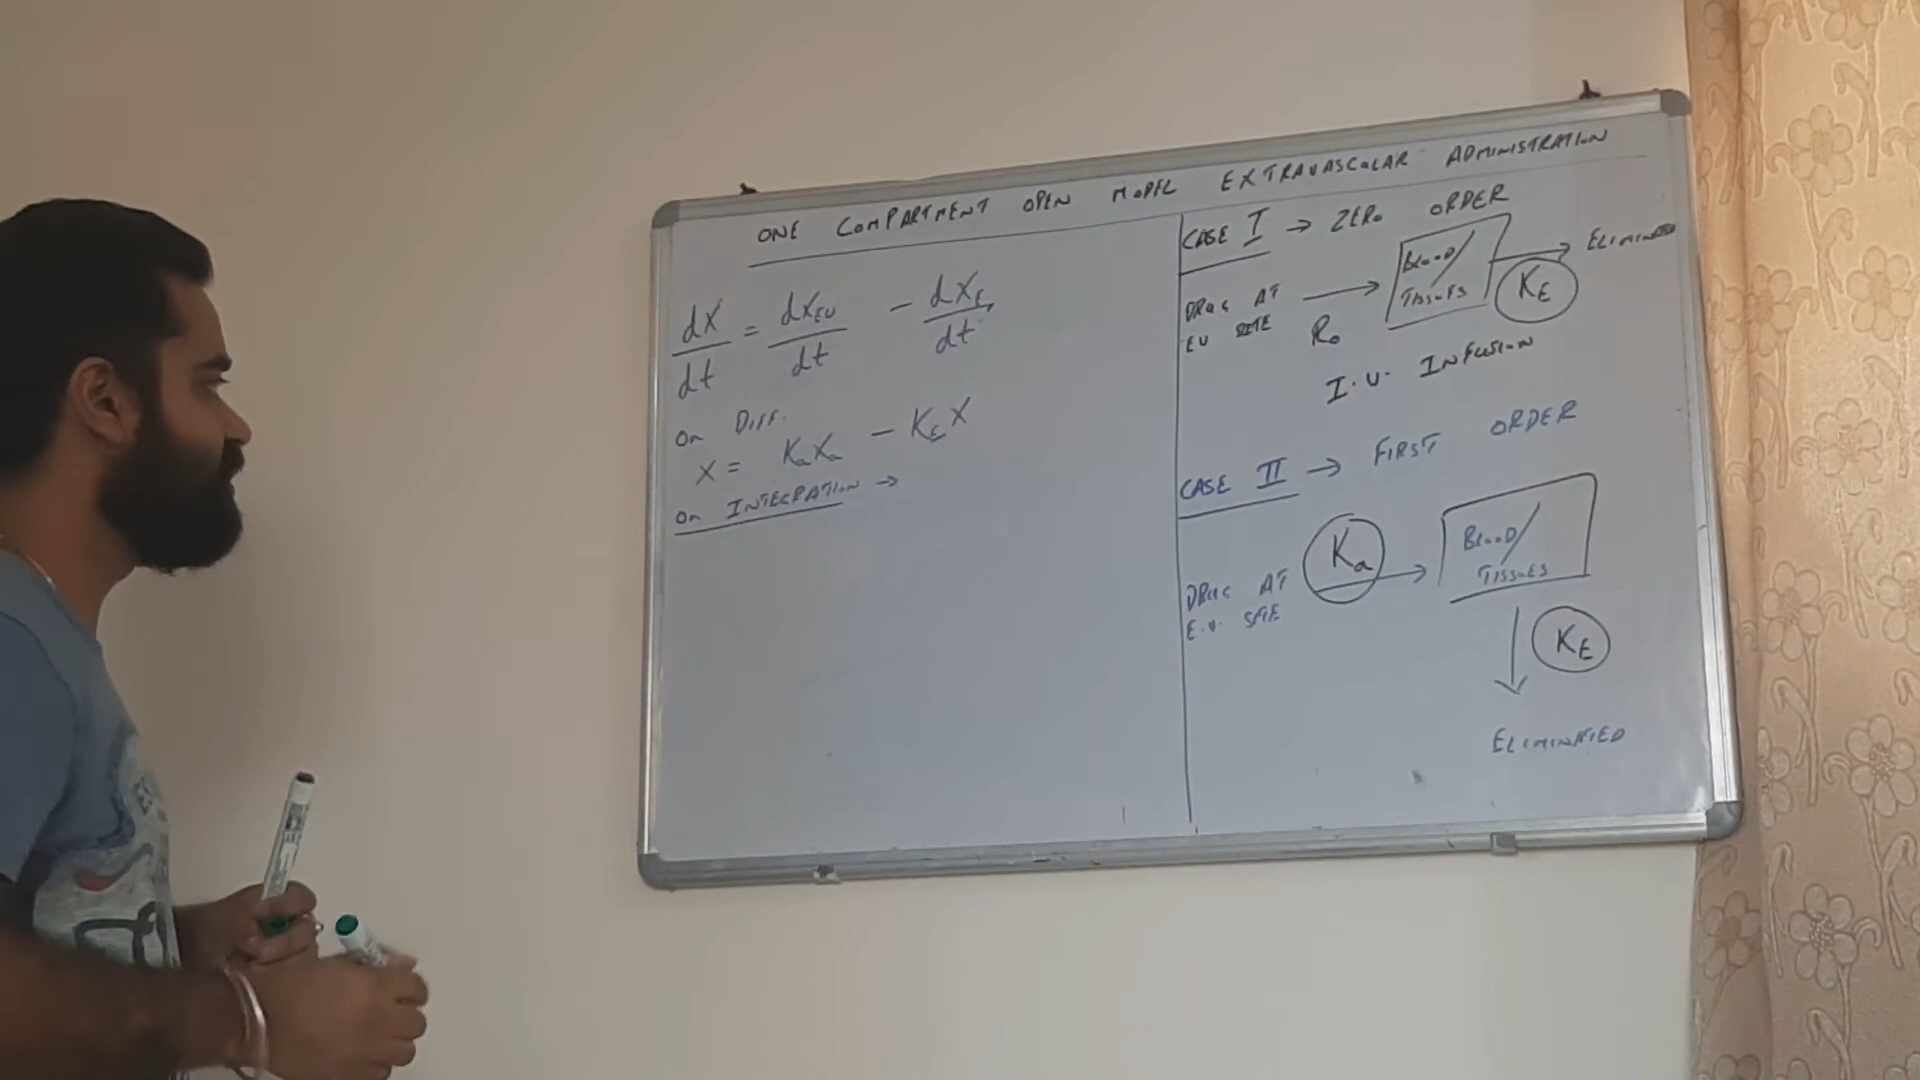 ONE COMPARTMENT OPEN MODEL EXTRAVASCULAR ADMINISTRATION
dX/dt = dXEV/dt - dXE/dt
On DIFF.
X = KaXa - KEX
On INTEGRATION →
CASE I → ZERO ORDER
DRUG AT
EV SITE
R₀
BLOOD/
TISSUES
KE
ELIMINATED
I.V. INFUSION
CASE II → FIRST ORDER
DRUG AT
E.V. SITE
Ka
BLOOD/
TISSUES
KE
ELIMINATED